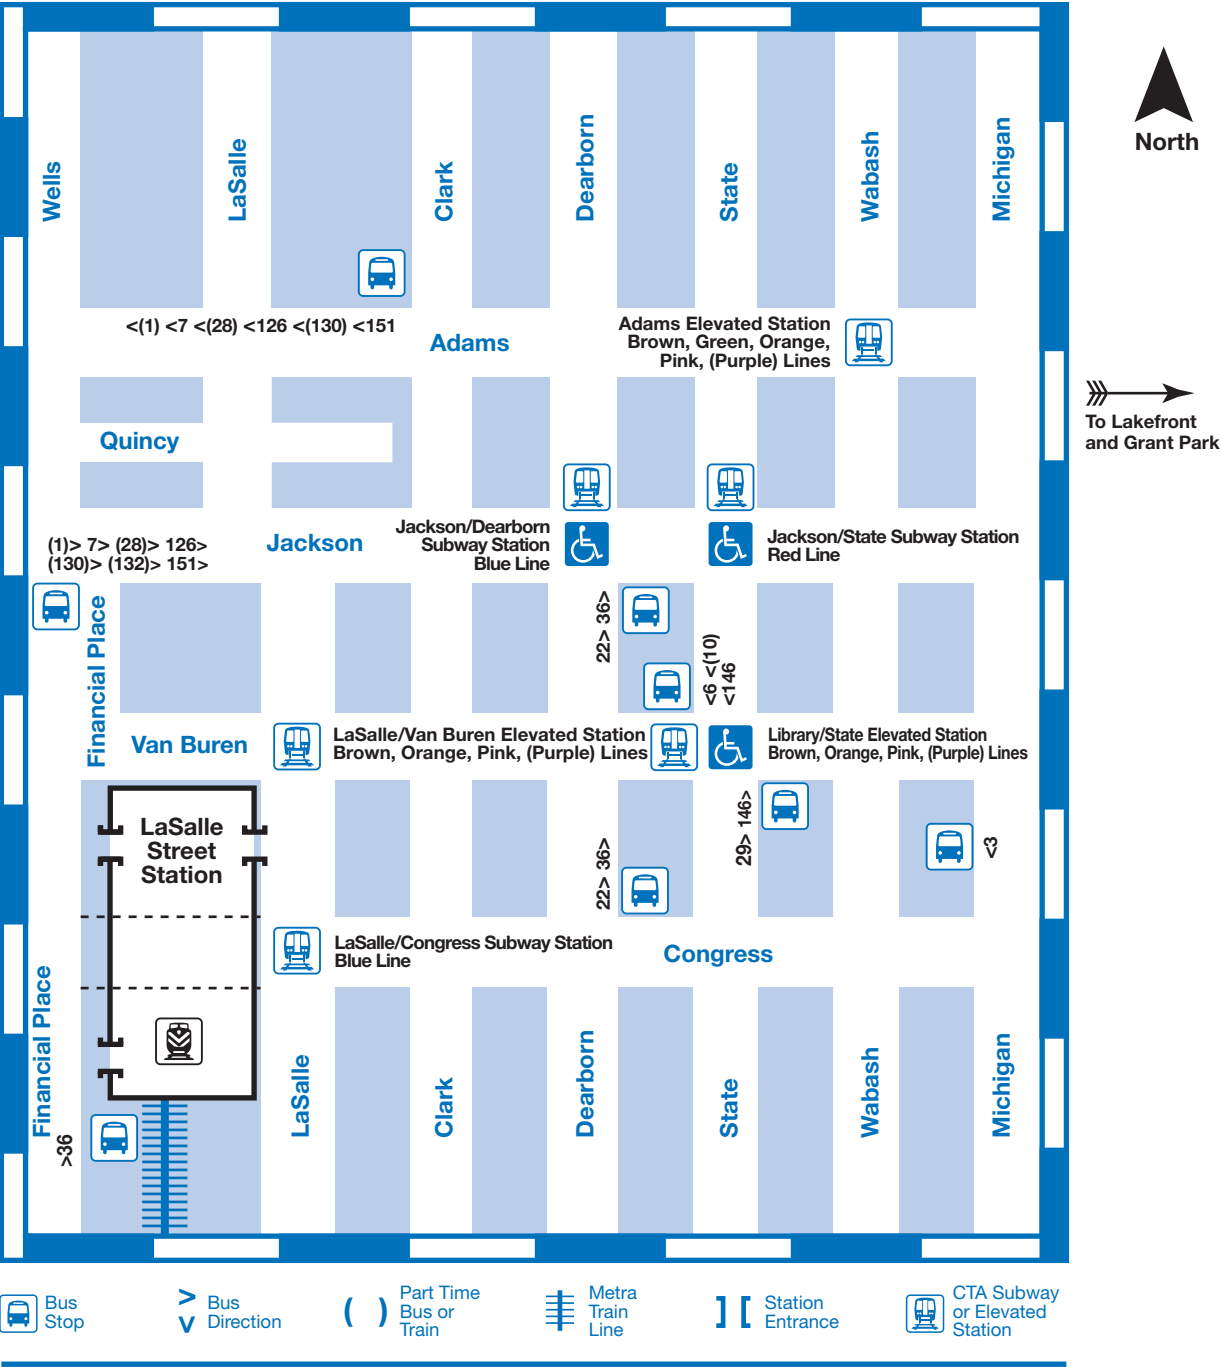 Wells
LaSalle
Clark
Dearborn
State
Wabash
Michigan
North
<(1) <7 <(28) <126 <(130) <151
Adams
Adams Elevated Station
Brown, Green, Orange,
Pink, (Purple) Lines
To Lakefront
and Grant Park
Quincy
(1)> 7> (28)> 126>
(130)> (132)> 151>
Jackson
Jackson/Dearborn
Subway Station
Blue Line
Jackson/State Subway Station
Red Line
Financial Place
22> 36>
<6 <(10)
<146
Van Buren
LaSalle/Van Buren Elevated Station
Brown, Orange, Pink, (Purple) Lines
Library/State Elevated Station
Brown, Orange, Pink, (Purple) Lines
LaSalle
Street
Station
22> 36>
29> 146>
<3
LaSalle/Congress Subway Station
Blue Line
Congress
Financial Place
>36
LaSalle
Clark
Dearborn
State
Wabash
Michigan
Bus
Stop
> Bus
V Direction
( ) Part Time
Bus or
Train
Metra
Train
Line
] [ Station
Entrance
CTA Subway
or Elevated
Station